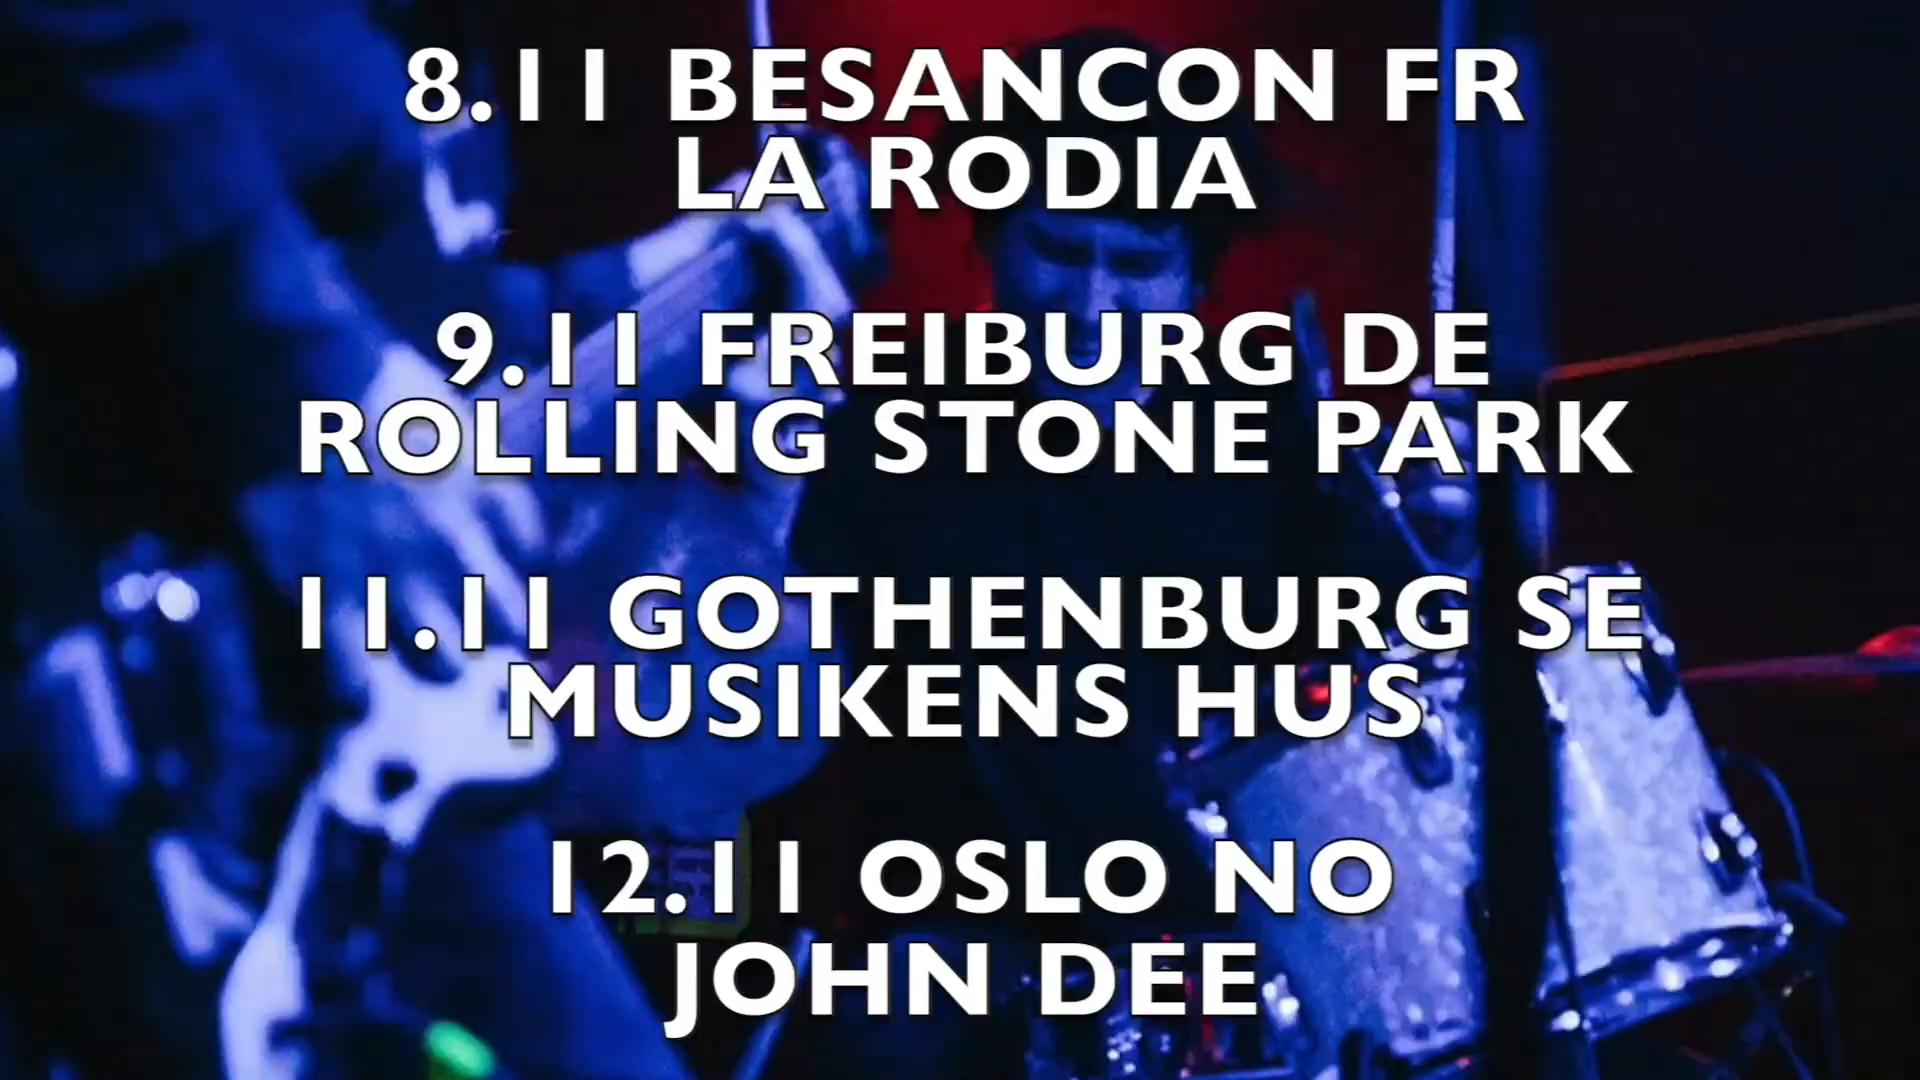 8.11 BESANCON FR
LA RODIA
9.11 FREIBURG DE
ROLLING STONE PARK
11.11 GOTHENBURG SE
MUSIKENS HUS
12.11 OSLO NO
JOHN DEE